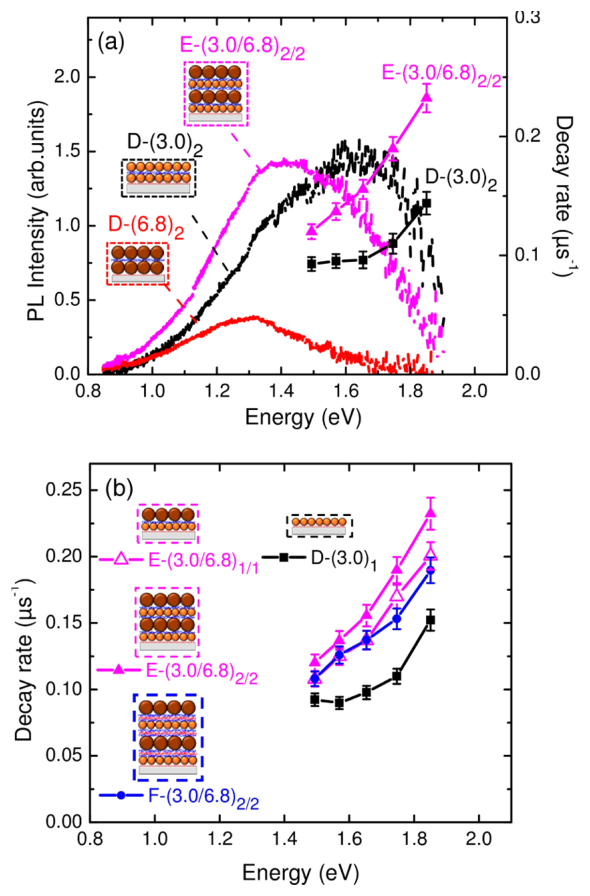 (a)
E-(3.0/6.8)2/2
E-(3.0/6.8)2/2
D-(3.0)2
D-(3.0)2
D-(6.8)2
PL Intensity (arb.units)
2.0
1.5
1.0
0.5
0.0
0.3
0.2
0.1
0.0
Decay rate (μs-1)
1.0 1.2 1.4 1.6 1.8 2.0
0.8
Energy (eV)
(b)
0.25
0.20
0.15
0.10
0.05
0.00
Decay rate (μs-1)
E-(3.0/6.8)1/1
D-(3.0)1
E-(3.0/6.8)2/2
F-(3.0/6.8)2/2
0.8 1.0 1.2 1.4 1.6 1.8 2.0
Energy (eV)